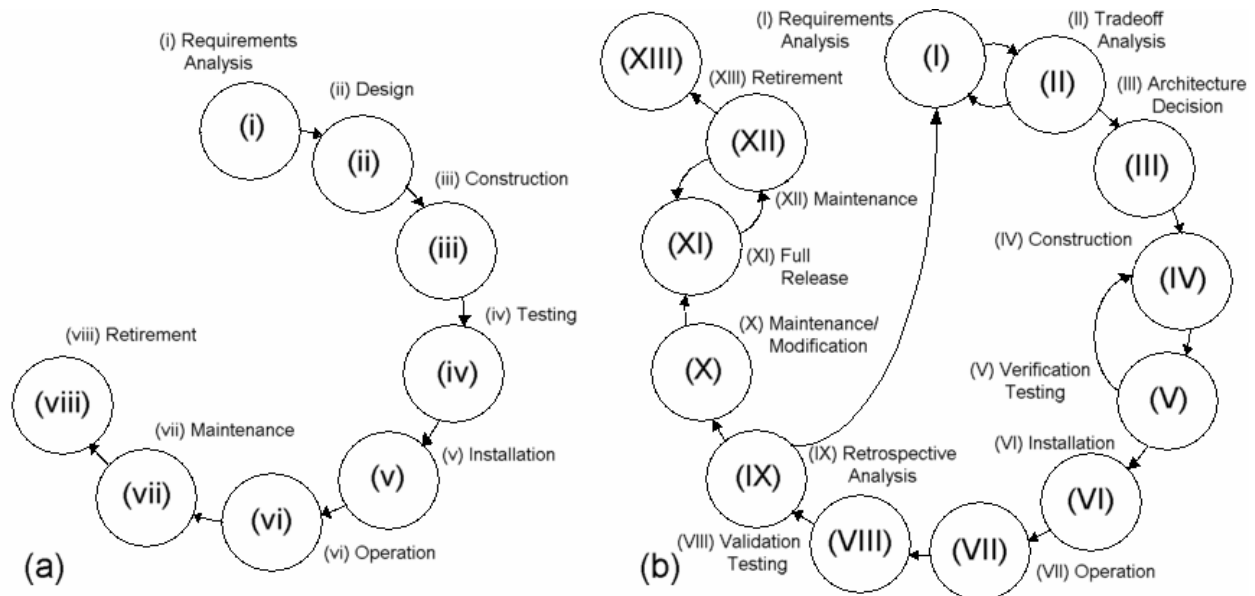 (i) Requirements
Analysis
(i)
(ii) Design
(ii)
(iii) Construction
(iii)
(iv) Testing
(iv)
(v) Installation
(v)
(vi) Operation
(vi)
(vii) Maintenance
(vii)
(viii) Retirement
(viii)
(a)
(I) Requirements
Analysis
(I)
(II) Tradeoff
Analysis
(II)
(III) Architecture
Decision
(III)
(IV) Construction
(IV)
(V) Verification
Testing
(V)
(VI) Installation
(VI)
(VII) Operation
(VII)
(VIII) Validation
Testing
(VIII)
(IX) Retrospective
Analysis
(IX)
(X) Maintenance/
Modification
(X)
(XI) Full
Release
(XI)
(XII) Maintenance
(XII)
(XIII) Retirement
(XIII)
(b)